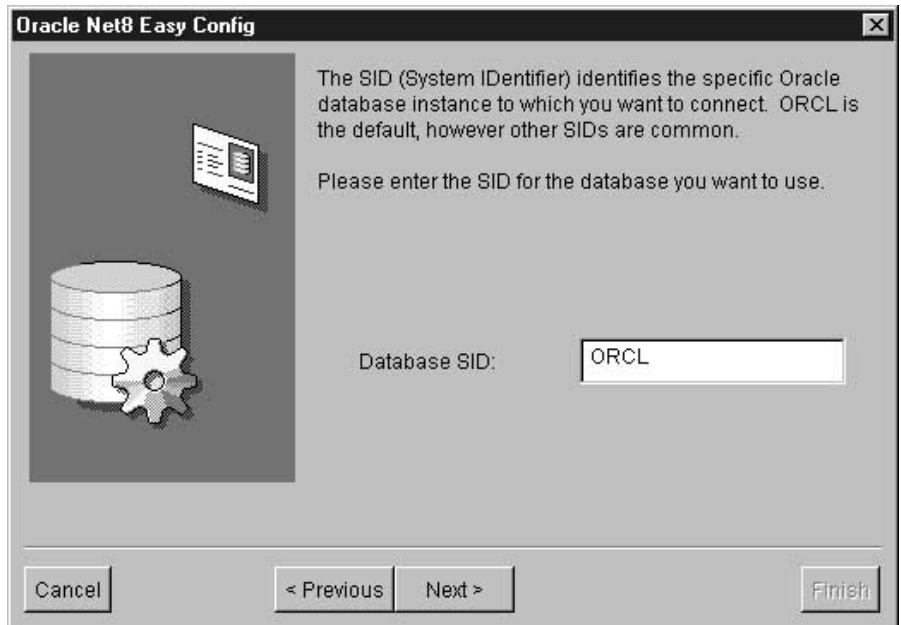 Oracle Net8 Easy Config
The SID (System IDentifier) identifies the specific Oracle
database instance to which you want to connect. ORCL is
the default, however other SIDs are common.
Please enter the SID for the database you want to use.
Database SID:
ORCL
Cancel
< Previous
Next >
Finish